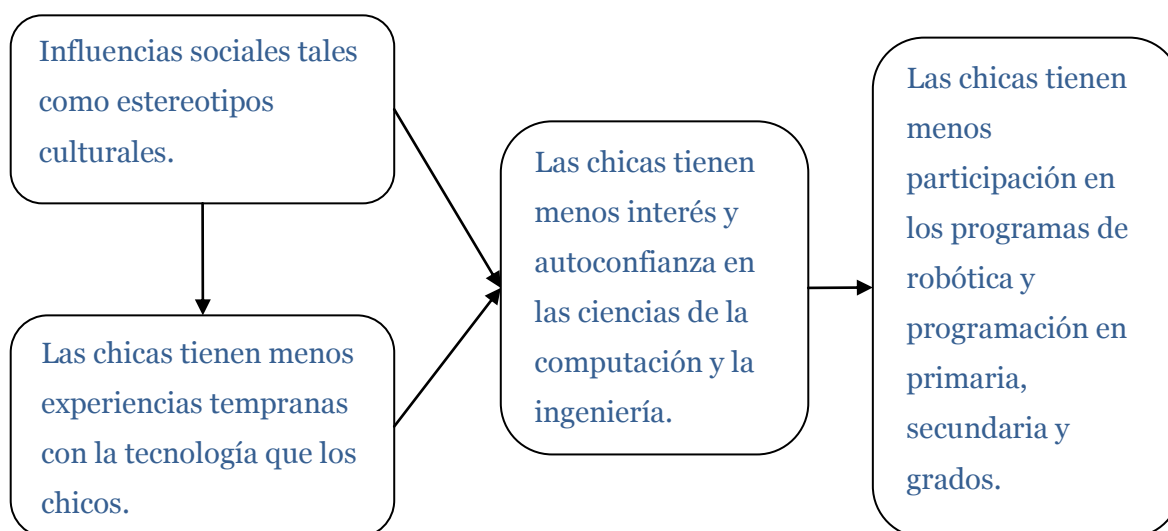 Influencias sociales tales
como estereotipos
culturales.
Las chicas tienen menos
experiencias tempranas
con la tecnología que los
chicos.
Las chicas tienen
menos interés y
autoconfianza en
las ciencias de la
computación y la
ingeniería.
Las chicas tienen
menos
participación en
los programas de
robótica y
programación en
primaria,
secundaria y
grados.